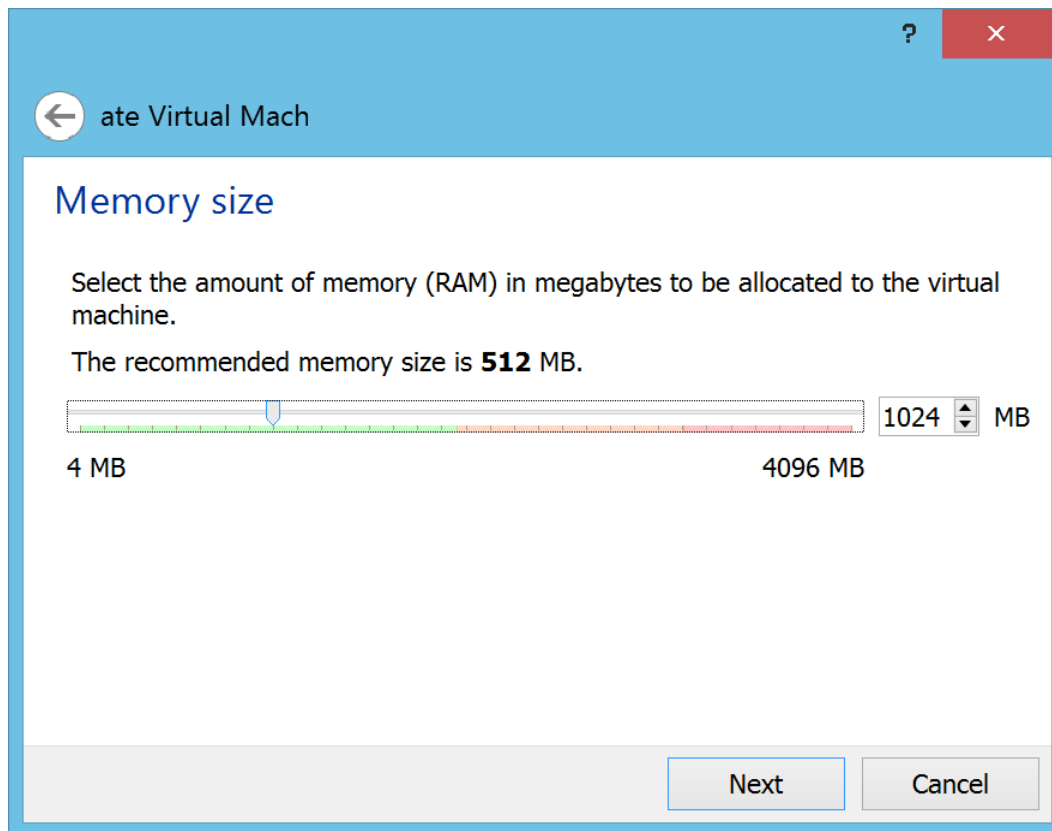 ?
ate Virtual Mach
Memory size
Select the amount of memory (RAM) in megabytes to be allocated to the virtual
machine.
The recommended memory size is 512 MB.
1024 MB
4 MB 4096 MB
Next Cancel